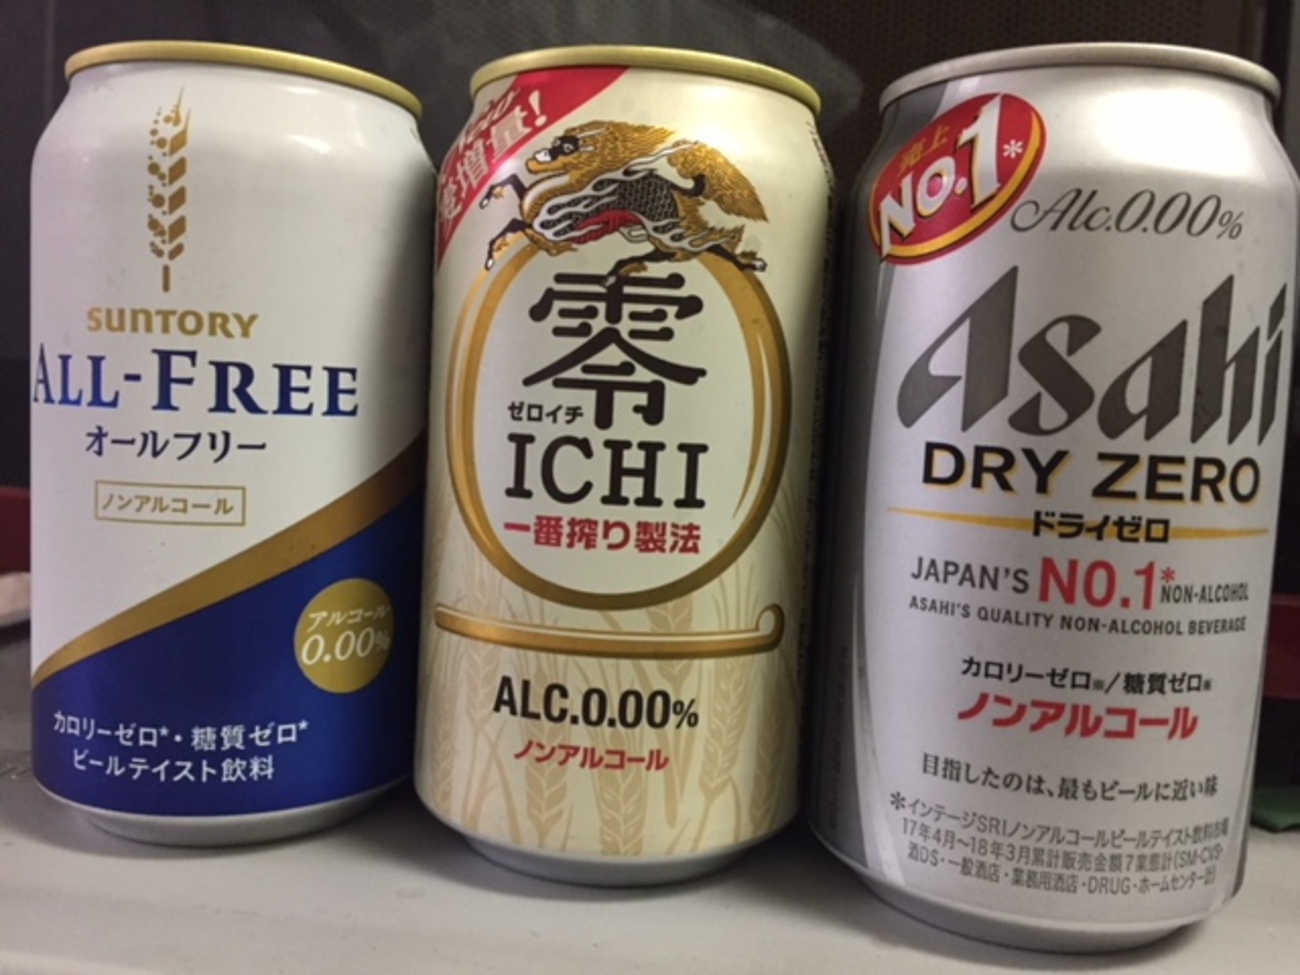 SUNTORY
ALL-FREE
オールフリー
ノンアルコール
アルコール
0.00%
カロリーゼロ*・糖質ゼロ*
ビールテイスト飲料
増量!
零
ゼロイチ
ICHI
一番搾り製法
ALC.0.00%
ノンアルコール
売上
No.1*
Alc.0.00%
Asahi
DRY ZERO
ドライゼロ
JAPAN'S NO.1* NON-ALCOHOL
ASAHI'S QUALITY NON-ALCOHOL BEVERAGE
カロリーゼロ※/糖質ゼロ※
ノンアルコール
目指したのは、最もビールに近い味
*インテージSRIノンアルコールビールテイスト飲料市場
17年4月〜18年3月累計販売金額7業態計(SM・CVS・
酒DS・一般酒店・業務用酒店・DRUG・ホームセンター計)